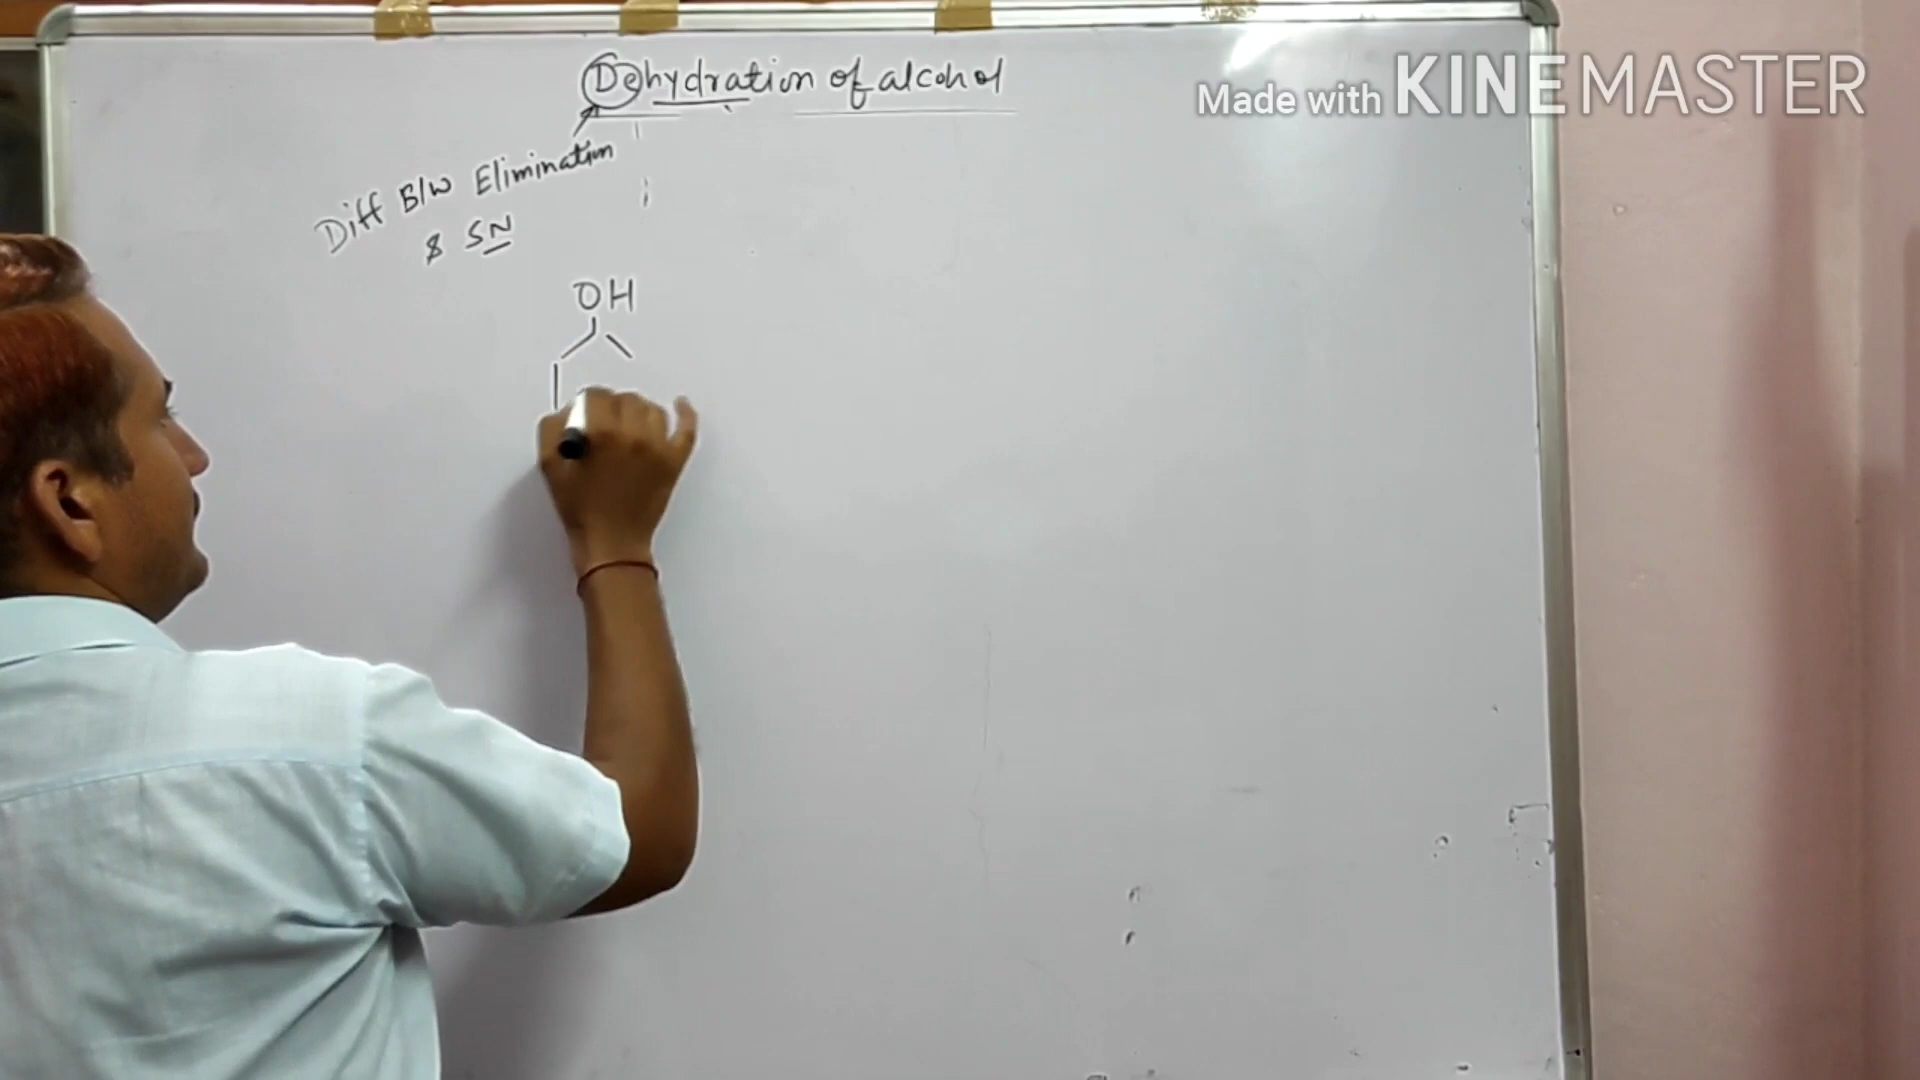 Dehydration of alcohol
Made with KINEMASTER
Diff B/W Elimination
& SN
OH